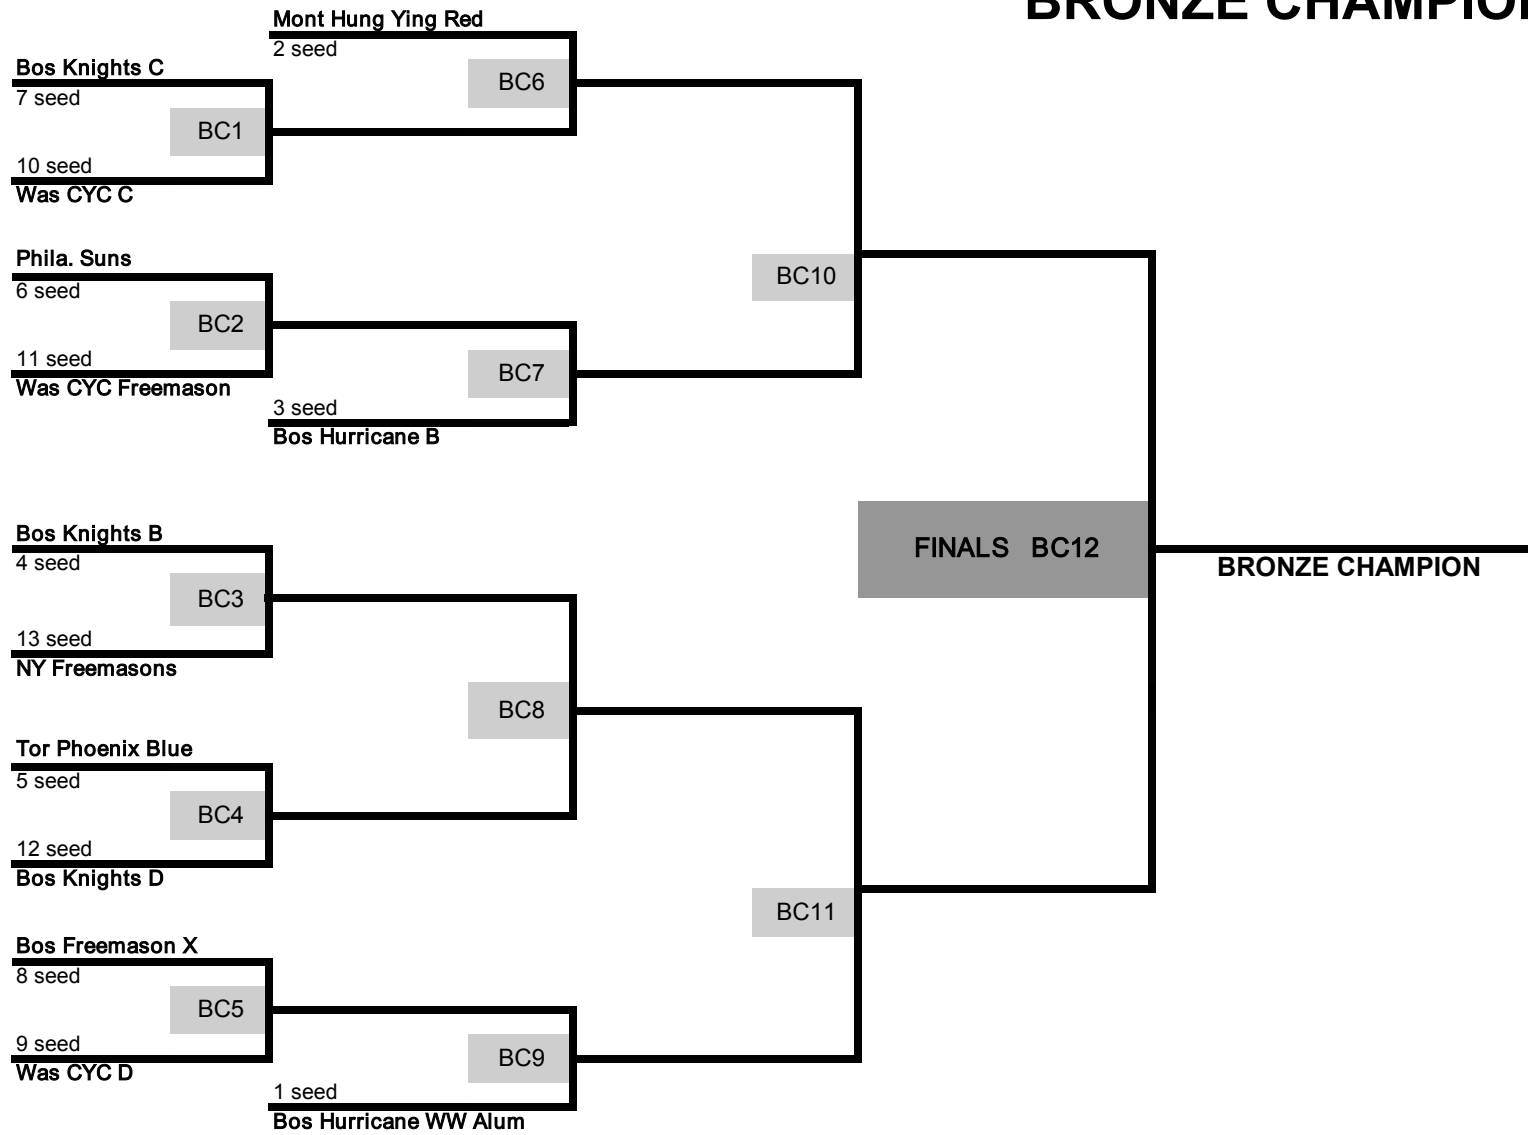 BRONZE CHAMPION
Mont Hung Ying Red
2 seed
BC6
Bos Knights C
7 seed
BC1
10 seed
Was CYC C
Phila. Suns
6 seed
BC2
11 seed
Was CYC Freemason
BC7
3 seed
Bos Hurricane B
BC10
Bos Knights B
4 seed
BC3
13 seed
NY Freemasons
FINALS BC12
BRONZE CHAMPION
BC8
Tor Phoenix Blue
5 seed
BC4
12 seed
Bos Knights D
BC11
Bos Freemason X
8 seed
BC5
9 seed
Was CYC D
BC9
1 seed
Bos Hurricane WW Alum